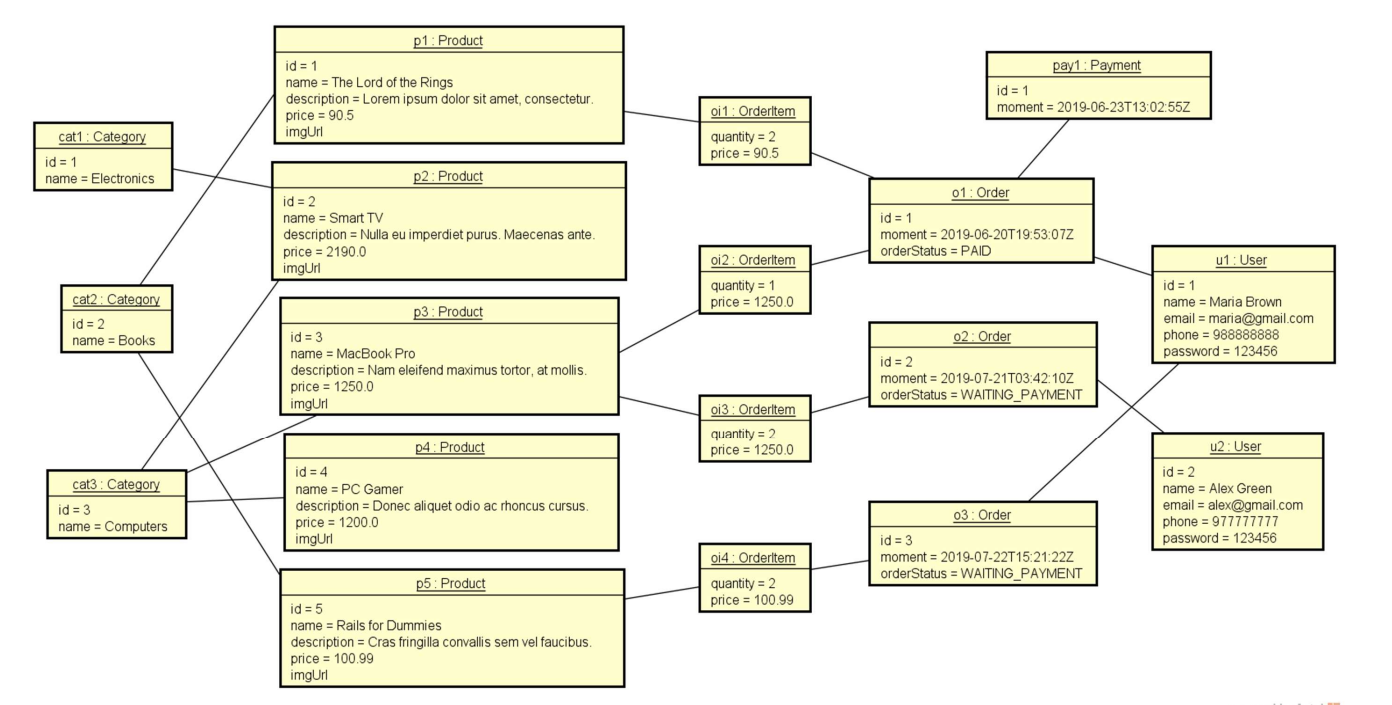 cat1 : Category
id = 1
name = Electronics
cat2 : Category
id = 2
name = Books
cat3 : Category
id = 3
name = Computers
p1 : Product
id = 1
name = The Lord of the Rings
description = Lorem ipsum dolor sit amet, consectetur.
price = 90.5
imgUrl
p2 : Product
id = 2
name = Smart TV
description = Nulla eu imperdiet purus. Maecenas ante.
price = 2190.0
imgUrl
p3 : Product
id = 3
name = MacBook Pro
description = Nam eleifend maximus tortor, at mollis.
price = 1250.0
imgUrl
p4 : Product
id = 4
name = PC Gamer
description = Donec aliquet odio ac rhoncus cursus.
price = 1200.0
imgUrl
p5 : Product
id = 5
name = Rails for Dummies
description = Cras fringilla convallis sem vel faucibus.
price = 100.99
imgUrl
oi1 : OrderItem
quantity = 2
price = 90.5
oi2 : OrderItem
quantity = 1
price = 1250.0
oi3 : OrderItem
quantity = 2
price = 1250.0
oi4 : OrderItem
quantity = 2
price = 100.99
pay1 : Payment
id = 1
moment = 2019-06-23T13:02:55Z
o1 : Order
id = 1
moment = 2019-06-20T19:53:07Z
orderStatus = PAID
o2 : Order
id = 2
moment = 2019-07-21T03:42:10Z
orderStatus = WAITING_PAYMENT
o3 : Order
id = 3
moment = 2019-07-22T15:21:22Z
orderStatus = WAITING_PAYMENT
u1 : User
id = 1
name = Maria Brown
email = maria@gmail.com
phone = 988888888
password = 123456
u2 : User
id = 2
name = Alex Green
email = alex@gmail.com
phone = 977777777
password = 123456